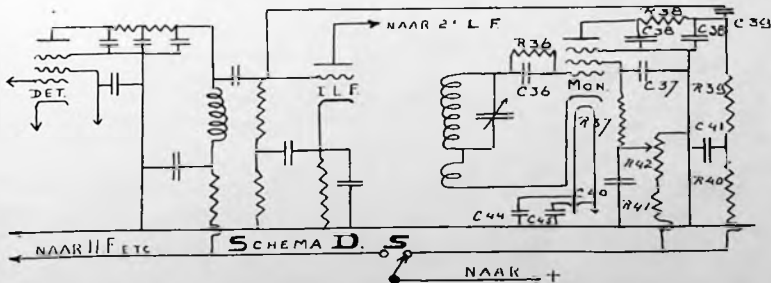 NAAR 2e L F.
R38
C38
C38
C39
R36
C36
DET.
I L.F.
MON.
C37
R39
R37
C41
R42
R40
C44
C43
C40
R41
NAAR II F ETC
SCHEMA D.
S
NAAR +